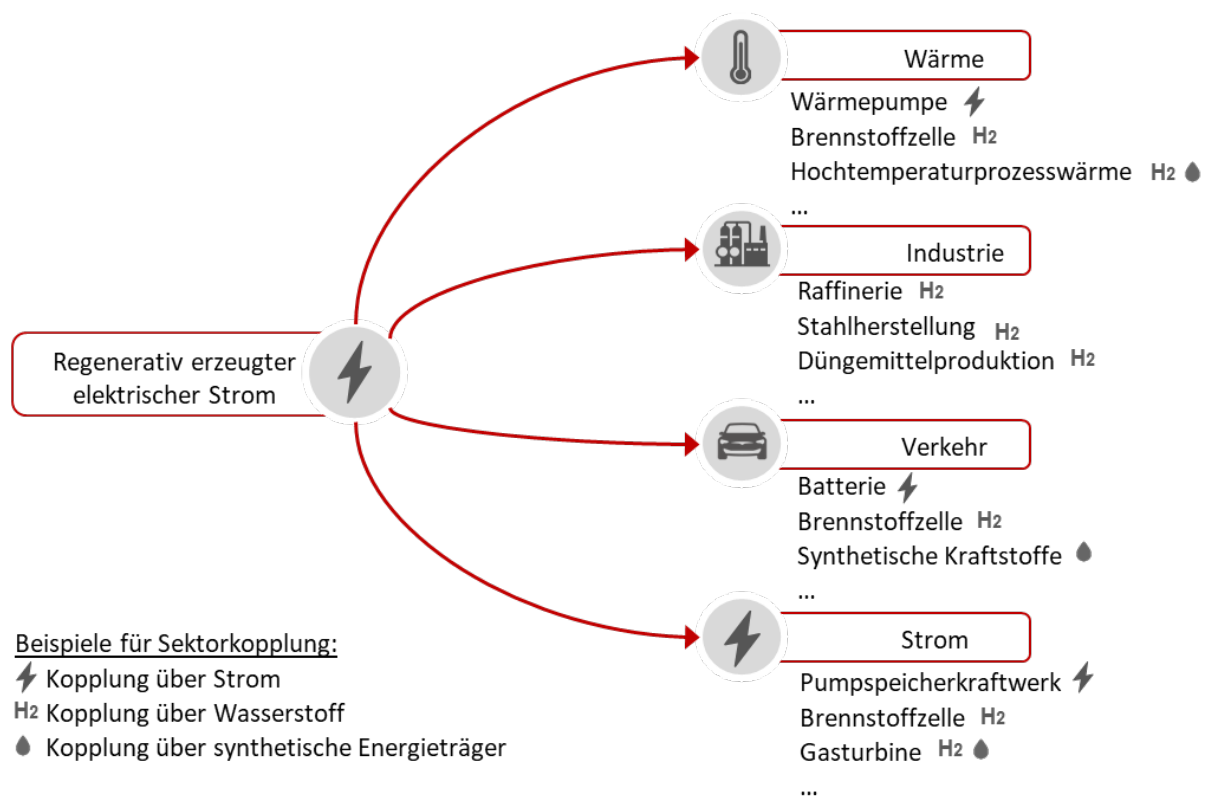 Wärme
Wärmepumpe
Brennstoffzelle H2
Hochtemperaturprozesswärme H2
...
Industrie
Raffinerie H2
Stahlherstellung H2
Düngemittelproduktion H2
...
Regenerativ erzeugter
elektrischer Strom
Verkehr
Batterie
Brennstoffzelle H2
Synthetische Kraftstoffe
...
Strom
Pumpspeicherkraftwerk
Brennstoffzelle H2
Gasturbine H2
...
Beispiele für Sektorkopplung:
Kopplung über Strom
H2 Kopplung über Wasserstoff
Kopplung über synthetische Energieträger